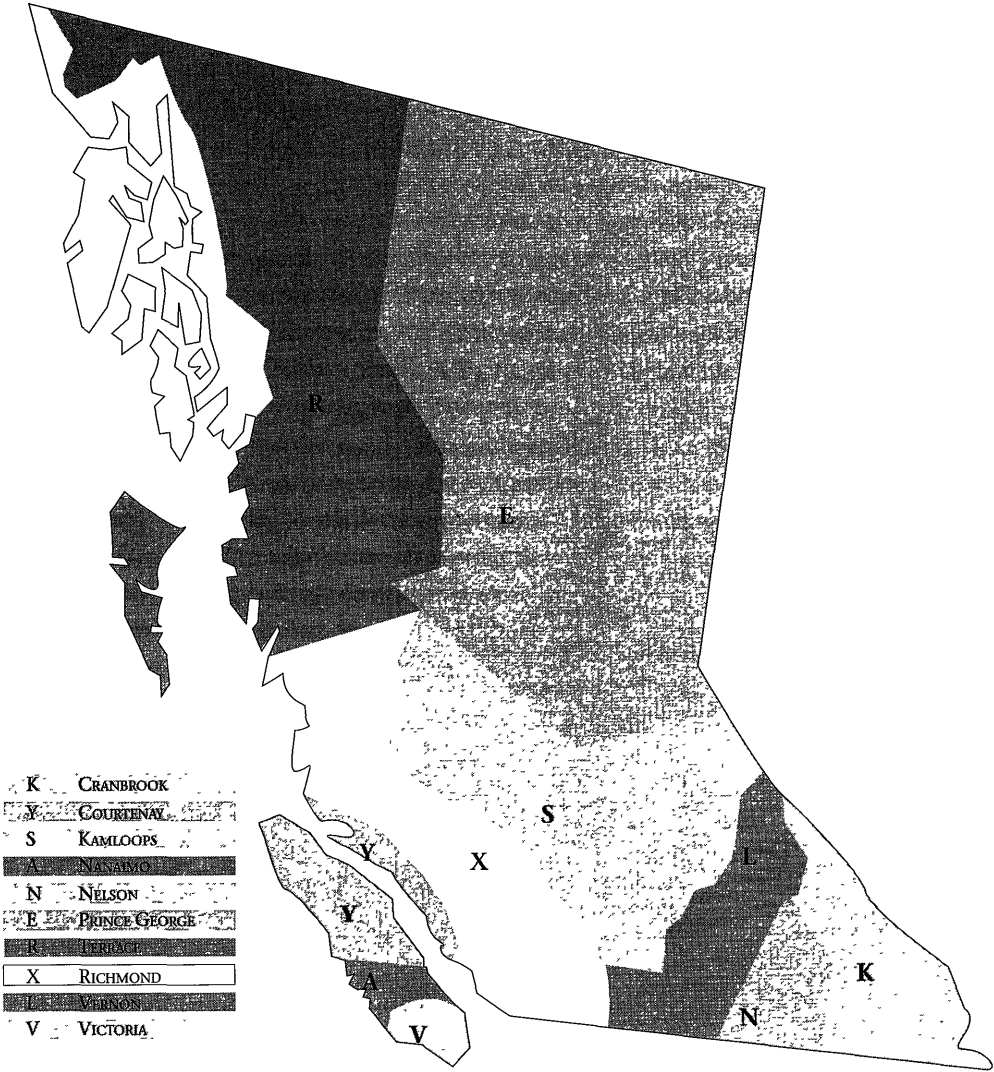 R
E
S
Y
X
L
Y
K
A
N
V
K CRANBROOK
Y COURTENAY
S KAMLOOPS
A NANAIMO
N NELSON
E PRINCE GEORGE
R TERRACE
X RICHMOND
L VERNON
V VICTORIA